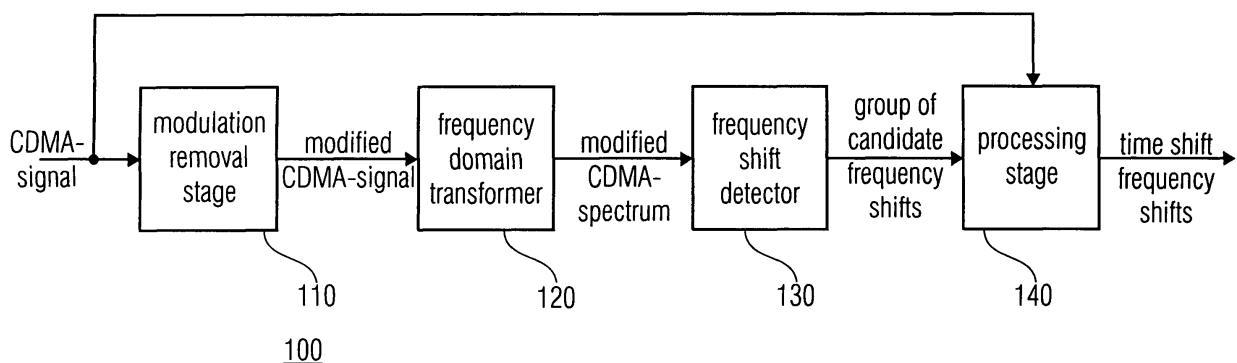 CDMA-
signal
modulation
removal
stage
modified
CDMA-signal
frequency
domain
transformer
modified
CDMA-
spectrum
frequency
shift
detector
group of
candidate
frequency
shifts
processing
stage
time shift
frequency
shifts
110
120
130
140
100